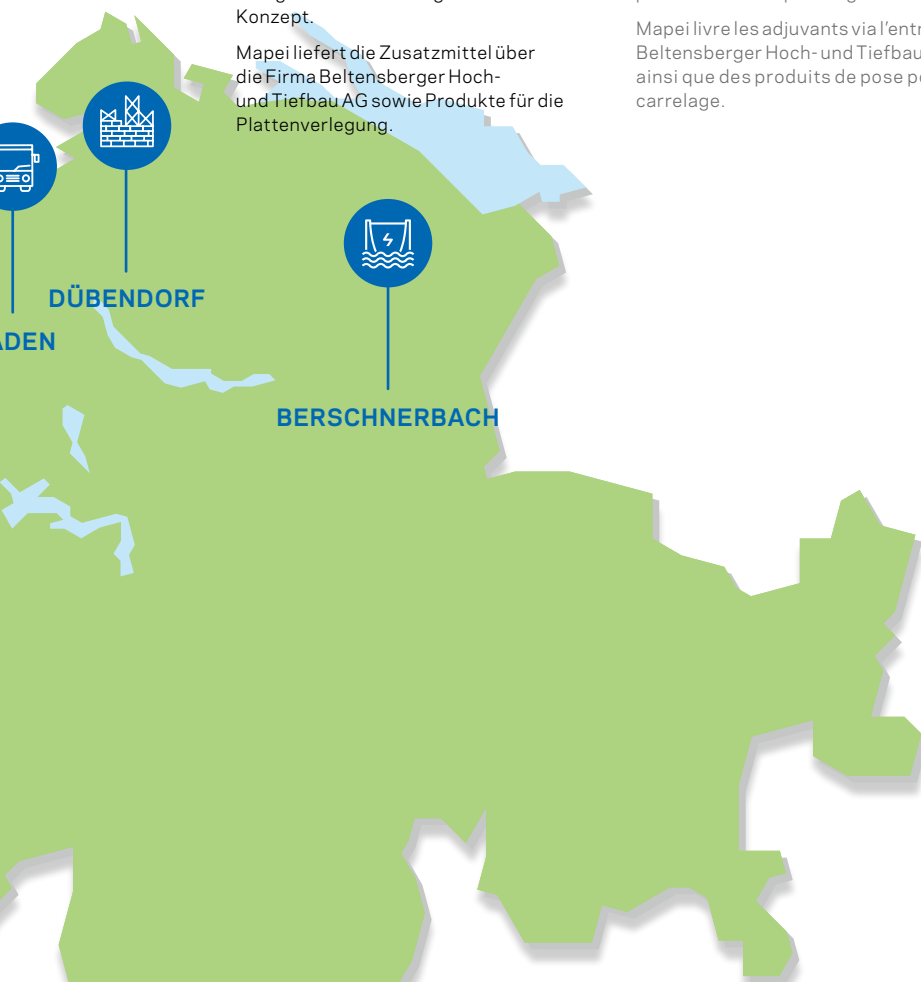 Konzept.
Mapei liefert die Zusatzmittel über
die Firma Beltensberger Hoch-
und Tiefbau AG sowie Produkte für die
Plattenverlegung.
Mapei livre les adjuvants via l'entr
Beltensberger Hoch- und Tiefbau
ainsi que des produits de pose po
carrelage.
DÜBENDORF
ADEN
BERSCHNERBACH